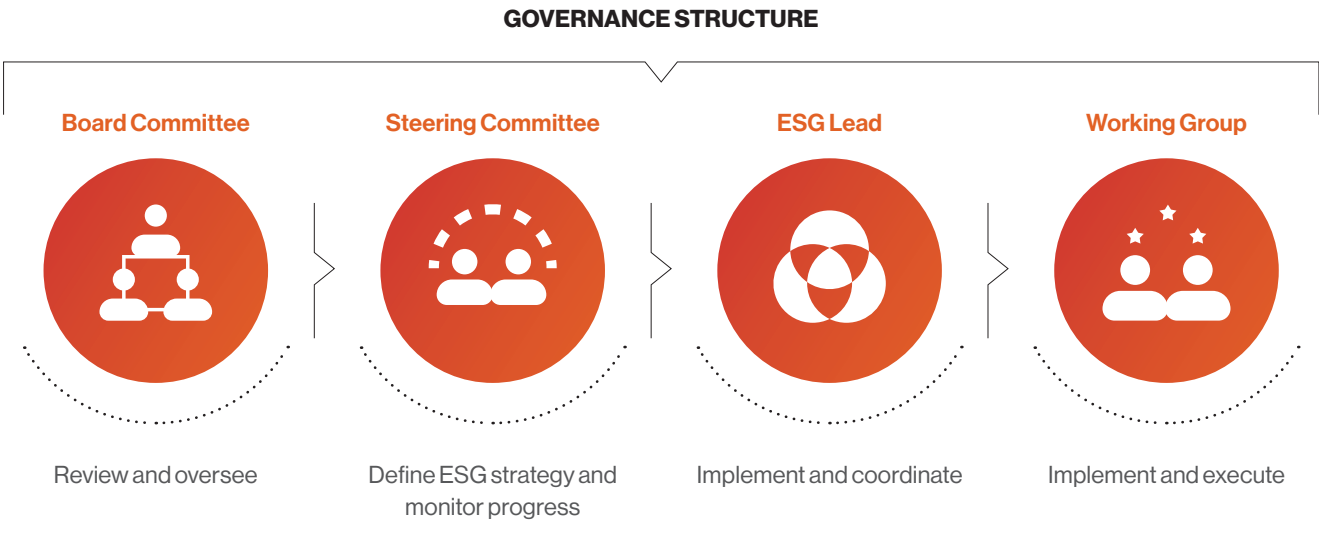 GOVERNANCE STRUCTURE
Board Committee
Steering Committee
ESG Lead
Working Group
Review and oversee
Define ESG strategy and
monitor progress
Implement and coordinate
Implement and execute